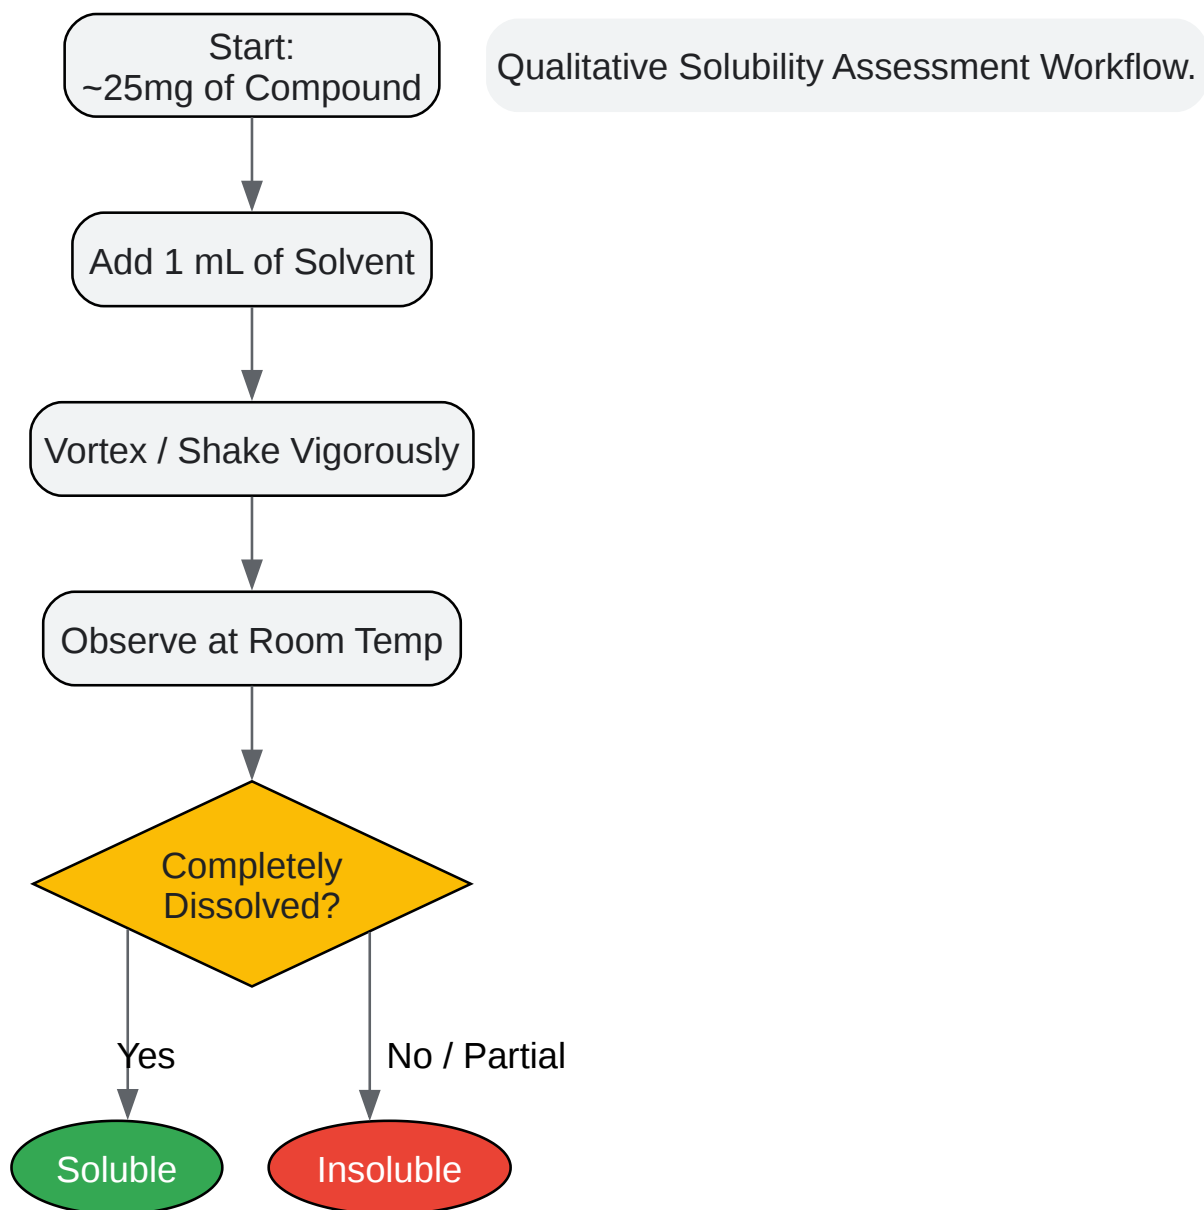 Start:
~25mg of Compound
Qualitative Solubility Assessment Workflow.
Add 1 mL of Solvent
Vortex / Shake Vigorously
Observe at Room Temp
Completely
Dissolved?
Yes
No / Partial
Soluble
Insoluble